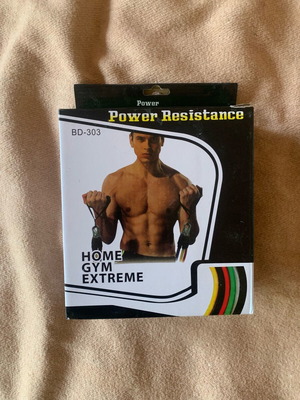 Power
Power Resistance
BD-303
HOME
GYM
EXTREME